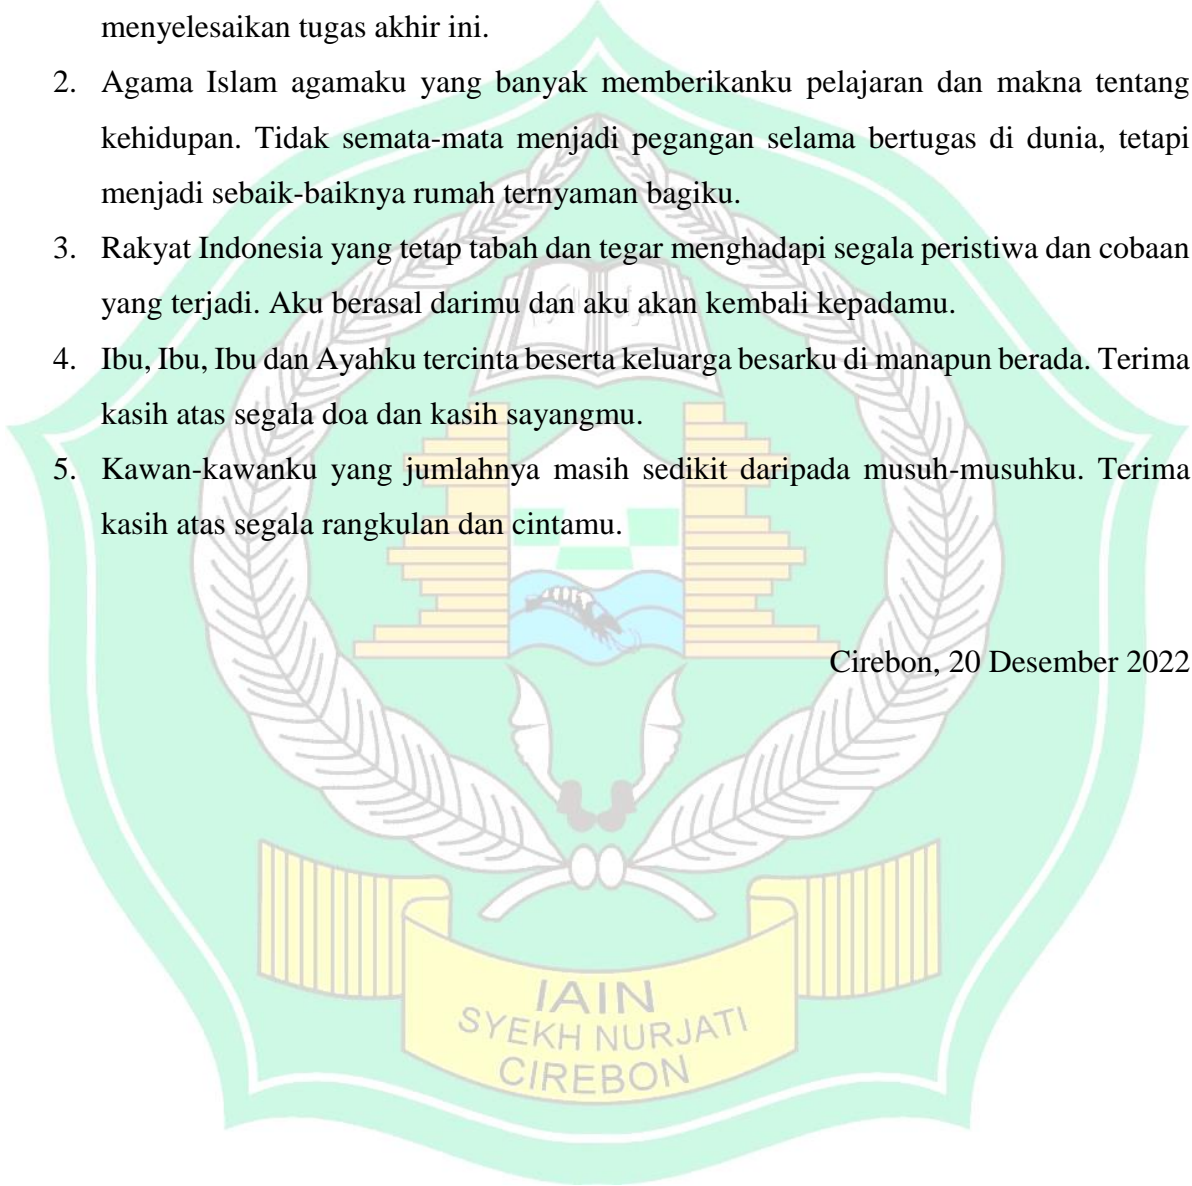 menyelesaikan tugas akhir ini.
2. Agama Islam agamaku yang banyak memberikanku pelajaran dan makna tentang
kehidupan. Tidak semata-mata menjadi pegangan selama bertugas di dunia, tetapi
menjadi sebaik-baiknya rumah ternyaman bagiku.
3. Rakyat Indonesia yang tetap tabah dan tegar menghadapi segala peristiwa dan cobaan
yang terjadi. Aku berasal darimu dan aku akan kembali kepadamu.
4. Ibu, Ibu, Ibu dan Ayahku tercinta beserta keluarga besarku di manapun berada. Terima
kasih atas segala doa dan kasih sayangmu.
5. Kawan-kawanku yang jumlahnya masih sedikit daripada musuh-musuhku. Terima
kasih atas segala rangkulan dan cintamu.
Cirebon, 20 Desember 2022
IAIN
SYEKH NURJATI
CIREBON